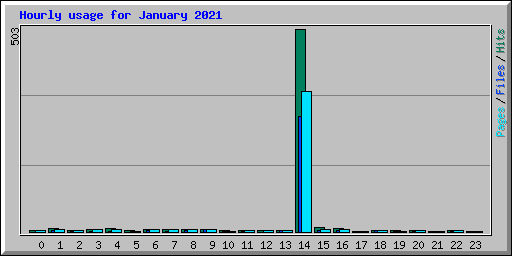 Hourly usage for January 2021
503
Pages/Files/Hits
0 1 2 3 4 5 6 7 8 9 10 11 12 13 14 15 16 17 18 19 20 21 22 23